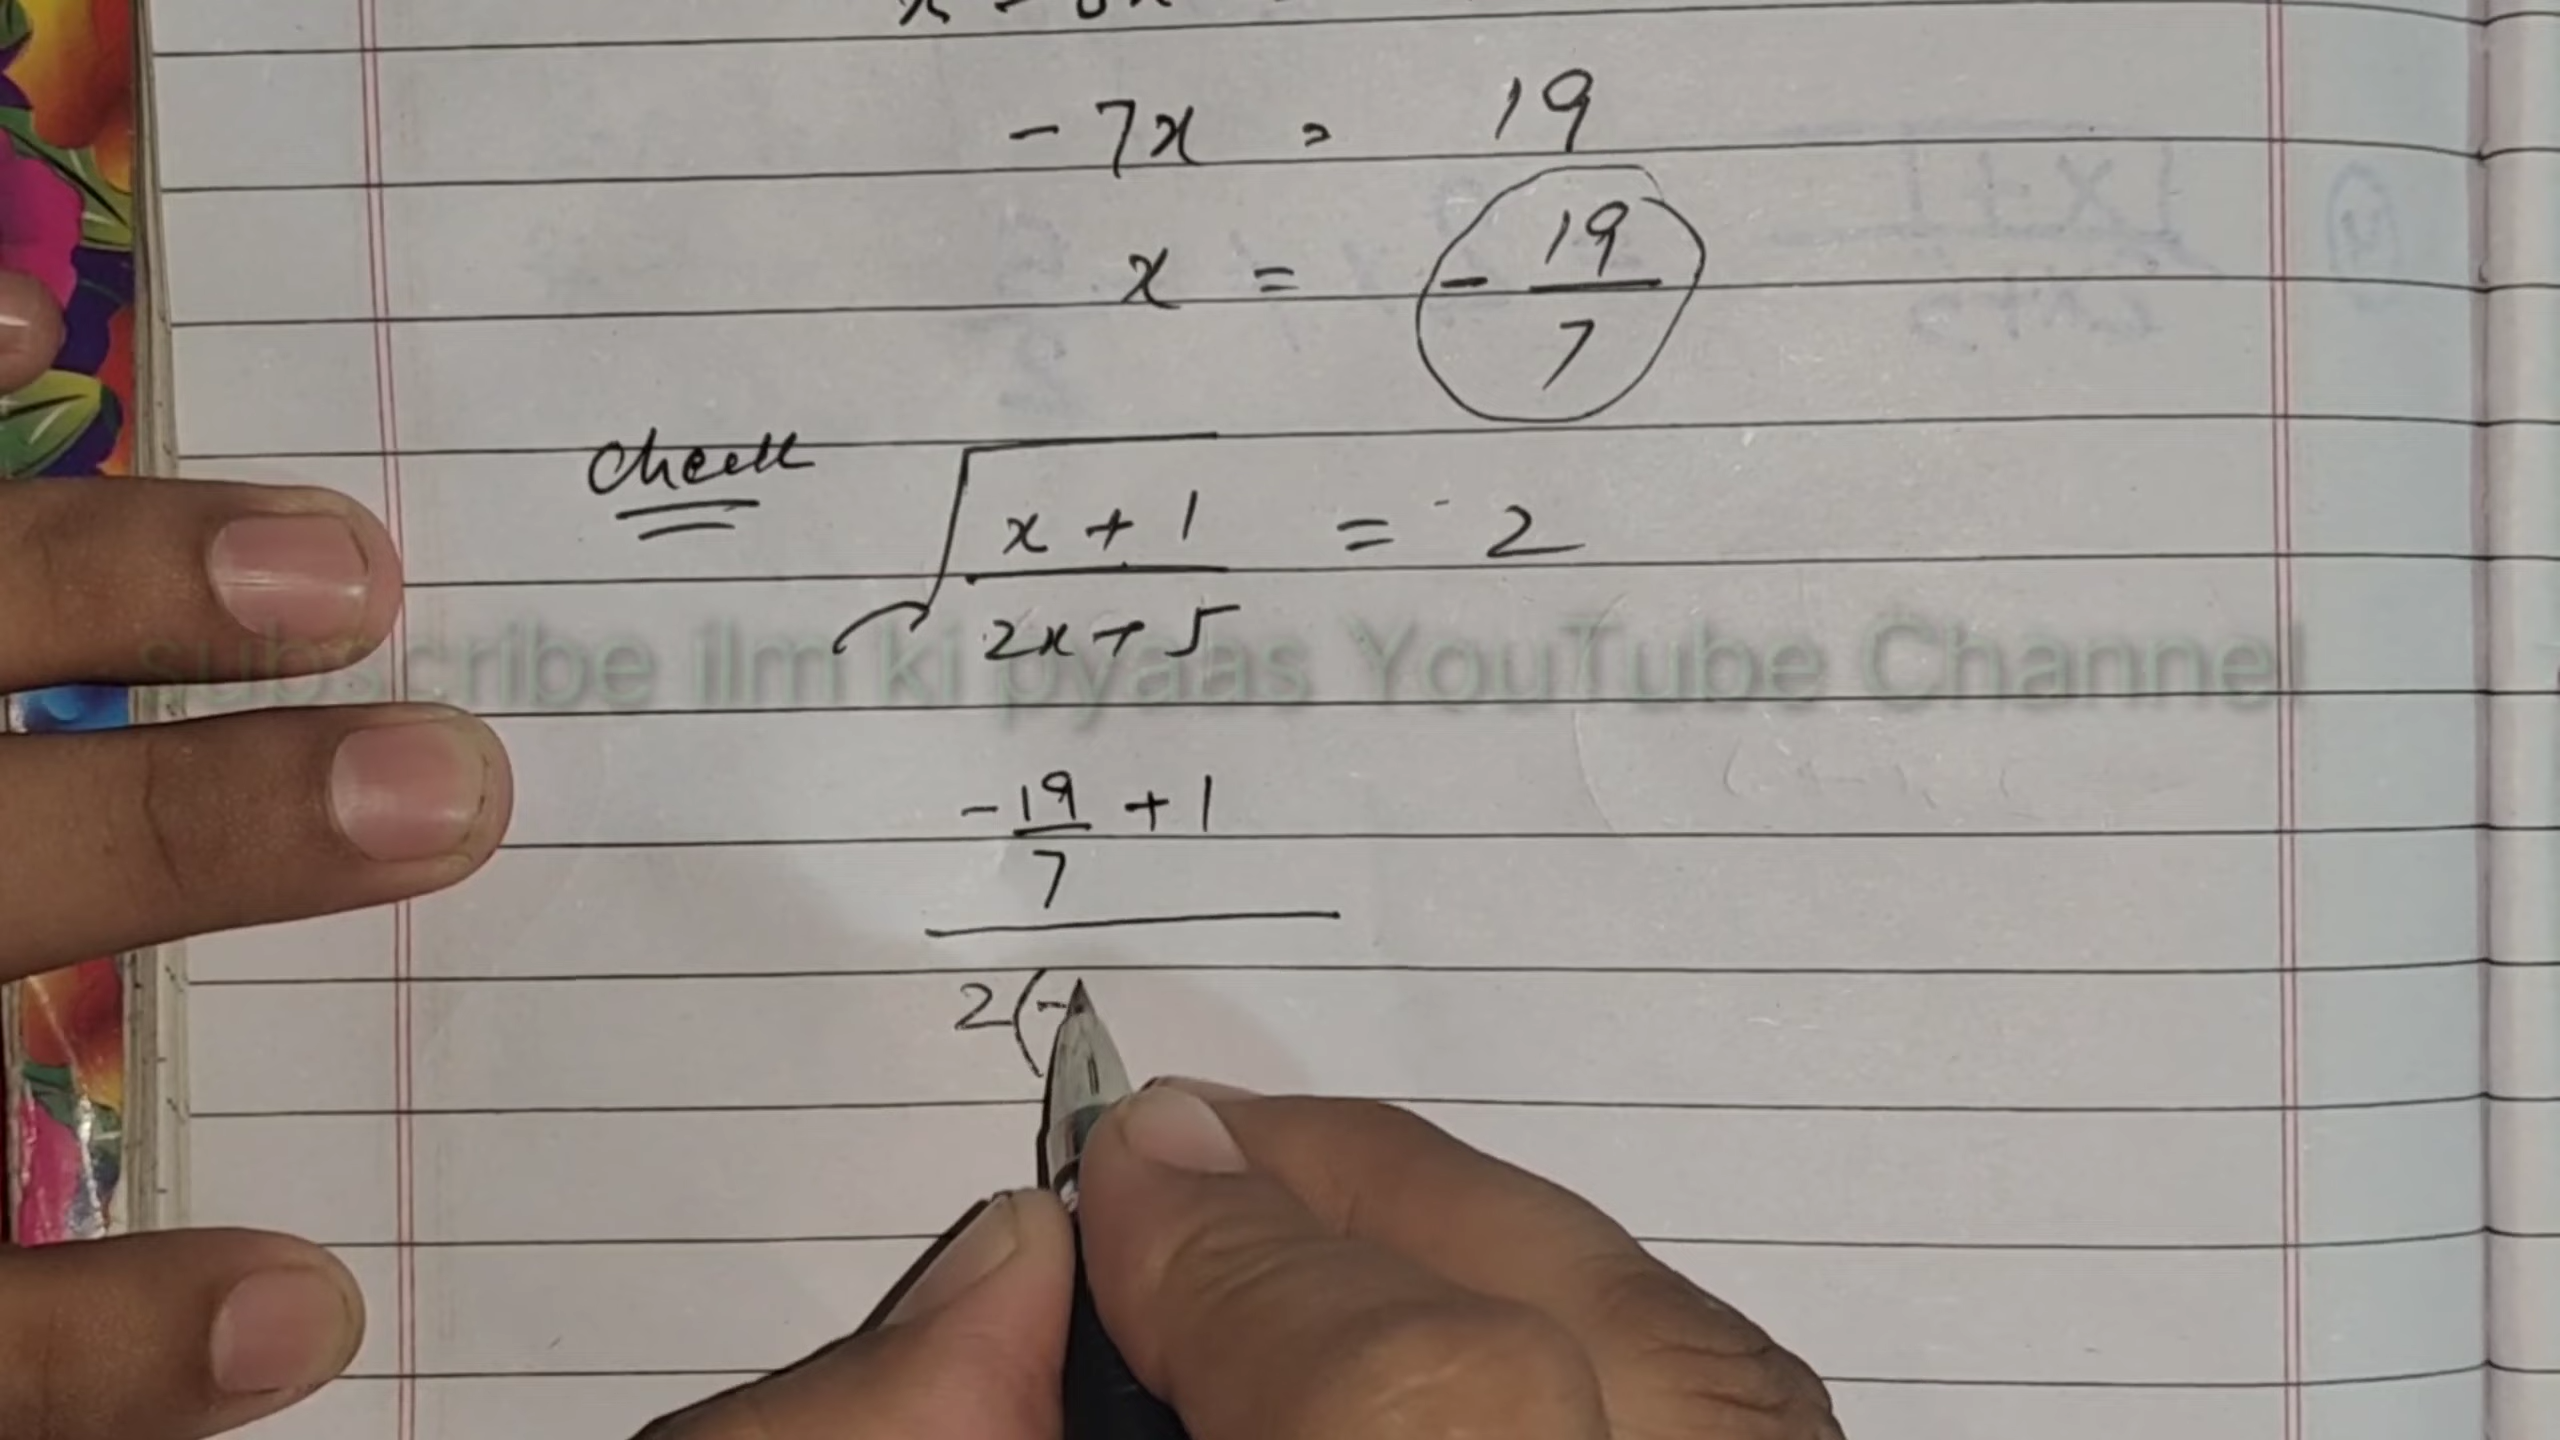 - 7x = 19
x = - 19/7
Check √(x + 1)/(2x + 5) = 2
subscribe ilm ki pyaas YouTube Channel
- 19/7 + 1
2(-